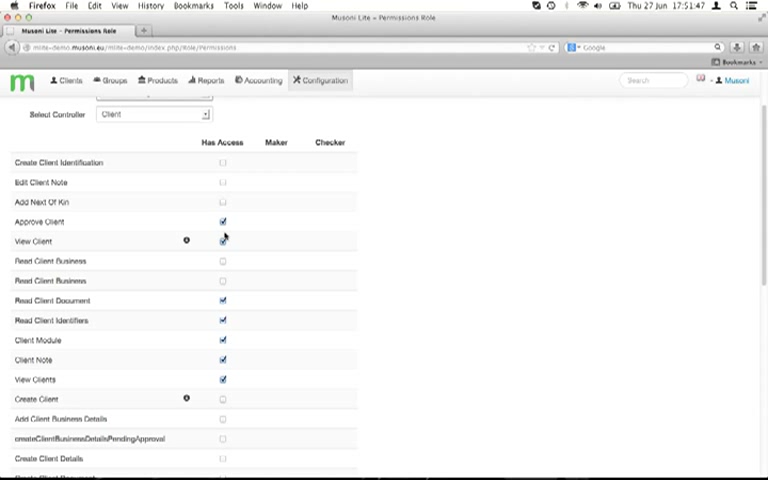 Firefox File Edit View History Bookmarks Tools Window Help Thu 27 Jun 17:51:47
Musoni Lite - Permissions Role
Musoni Lite - Permissions Role
mlite-demo.musoni.eu/mlite-demo/index.php/Role/Permissions Google
Bookmarks
m Clients Groups Products Reports Accounting Configuration Search Musoni
Select Controller Client
Has Access Maker Checker
Create Client Identification
Edit Client Note
Add Next Of Kin
Approve Client
View Client
Read Client Business
Read Client Business
Read Client Document
Read Client Identifiers
Client Module
Client Note
View Clients
Create Client
Add Client Business Details
createClientBusinessDetailsPendingApproval
Create Client Details